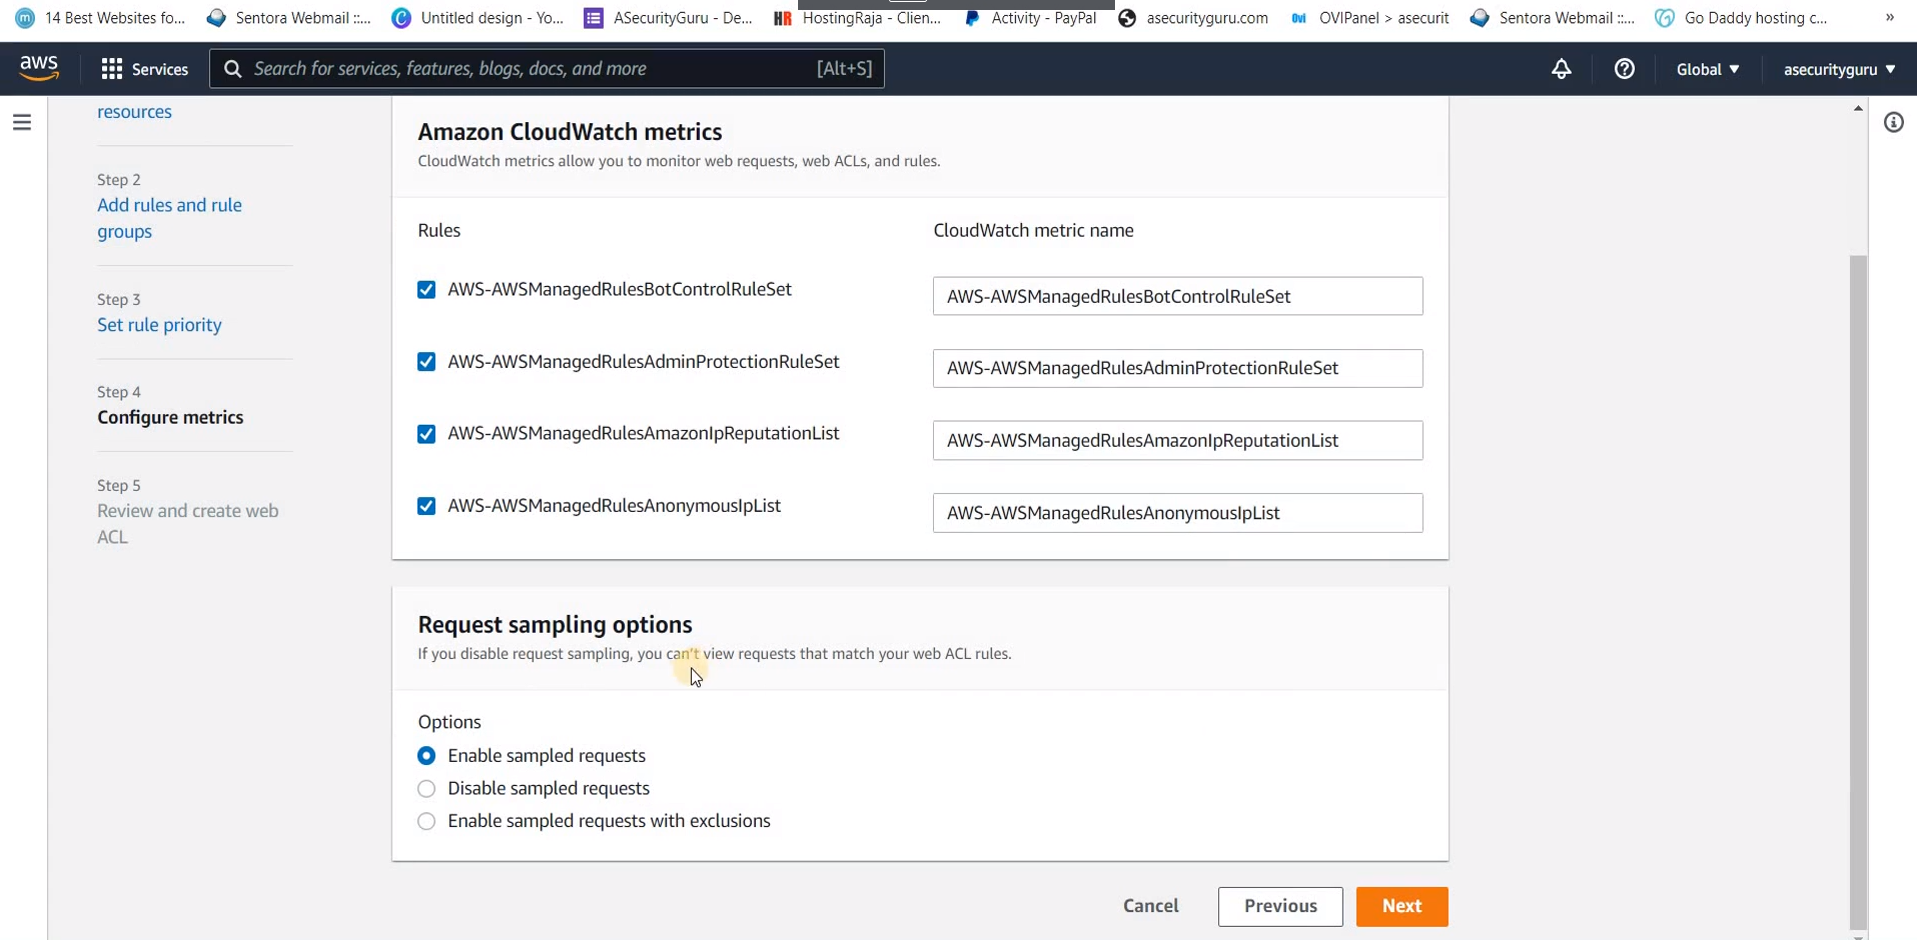 14 Best Websites fo...
Sentora Webmail ::...
Untitled design - Yo...
ASecurityGuru - De...
HR HostingRaja - Clien...
Activity - PayPal
asecurityguru.com
Ovi OVIPanel > asecurit
Sentora Webmail ::...
Go Daddy hosting c...
»
aws
Services
Search for services, features, blogs, docs, and more [Alt+S]
Global ▼
asecurityguru ▼
resources
Step 2
Add rules and rule
groups
Step 3
Set rule priority
Step 4
Configure metrics
Step 5
Review and create web
ACL
Amazon CloudWatch metrics
CloudWatch metrics allow you to monitor web requests, web ACLs, and rules.
Rules
CloudWatch metric name
AWS-AWSManagedRulesBotControlRuleSet
AWS-AWSManagedRulesBotControlRuleSet
AWS-AWSManagedRulesAdminProtectionRuleSet
AWS-AWSManagedRulesAdminProtectionRuleSet
AWS-AWSManagedRulesAmazonIpReputationList
AWS-AWSManagedRulesAmazonIpReputationList
AWS-AWSManagedRulesAnonymousIpList
AWS-AWSManagedRulesAnonymousIpList
Request sampling options
If you disable request sampling, you can't view requests that match your web ACL rules.
Options
Enable sampled requests
Disable sampled requests
Enable sampled requests with exclusions
Cancel
Previous
Next